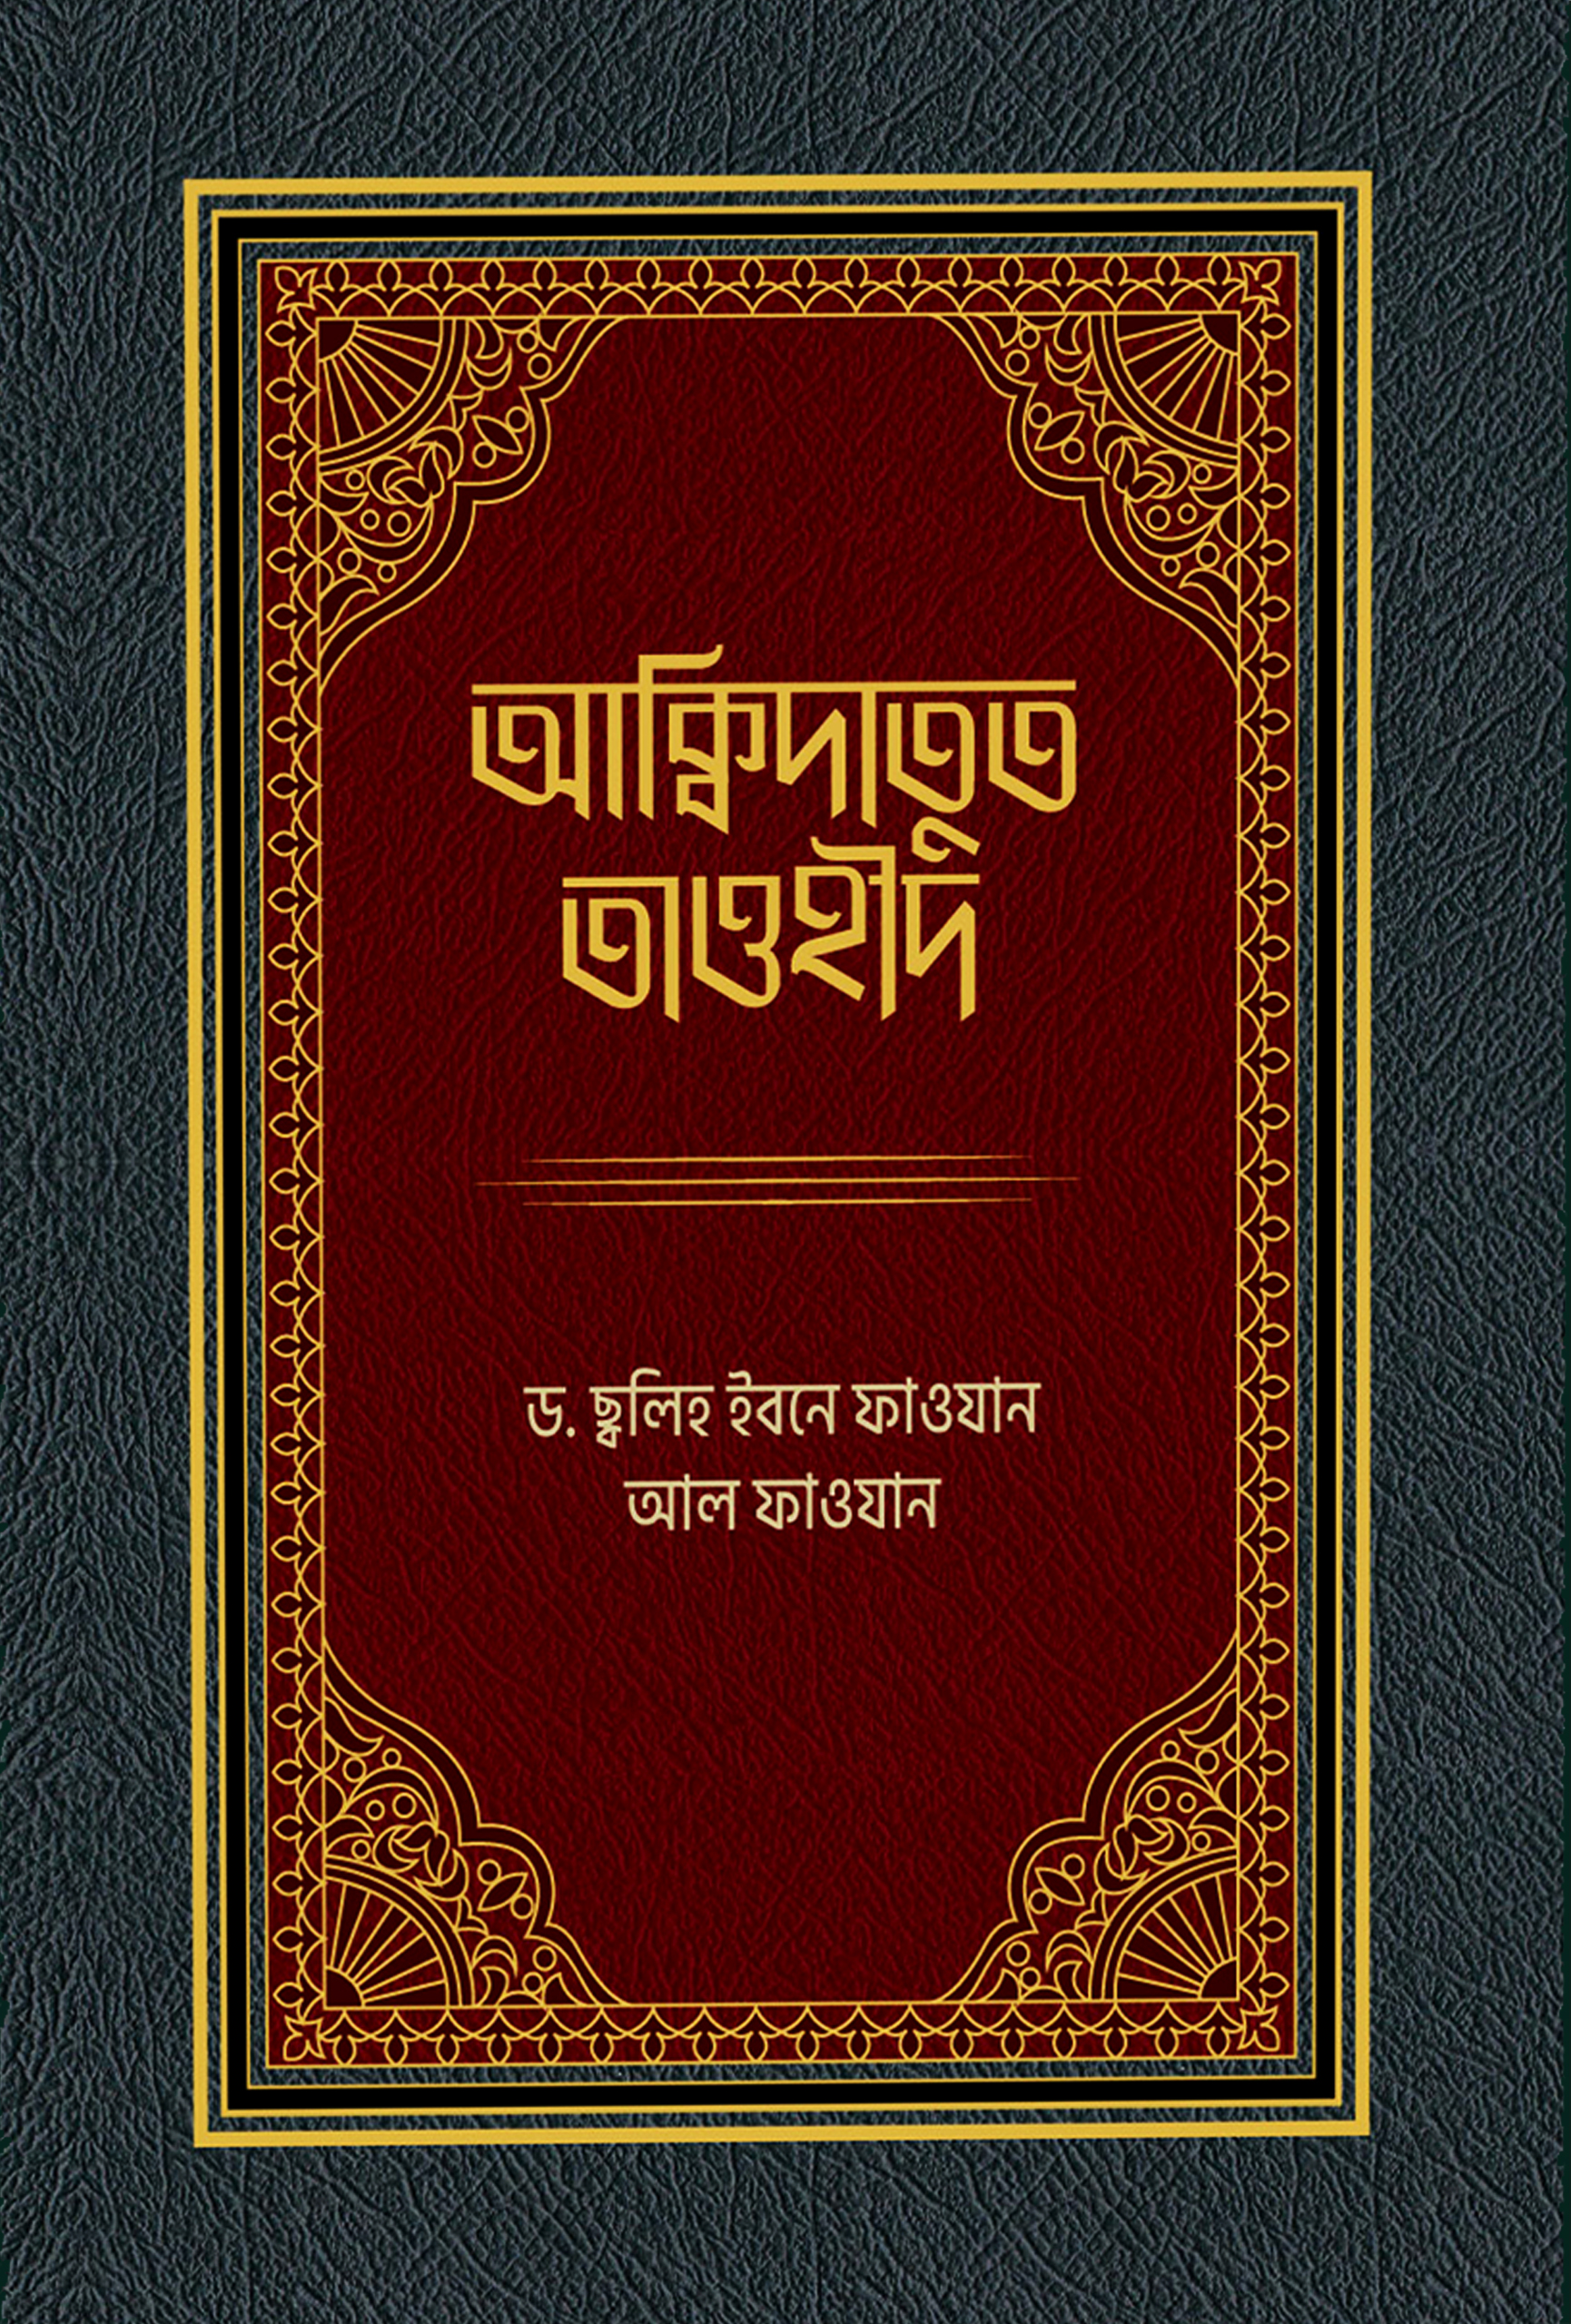 আক্বিদাতুত
তাওহীদ
ড. ছ্বলিহ ইবনে ফাওযান
আল ফাওযান